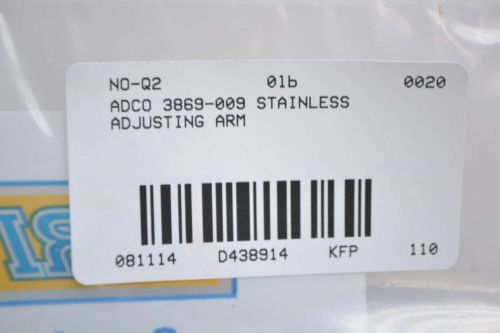 NO-Q2 01b 0020
ADCO 3869-009 STAINLESS
ADJUSTING ARM
081114 D438914 KFP 110